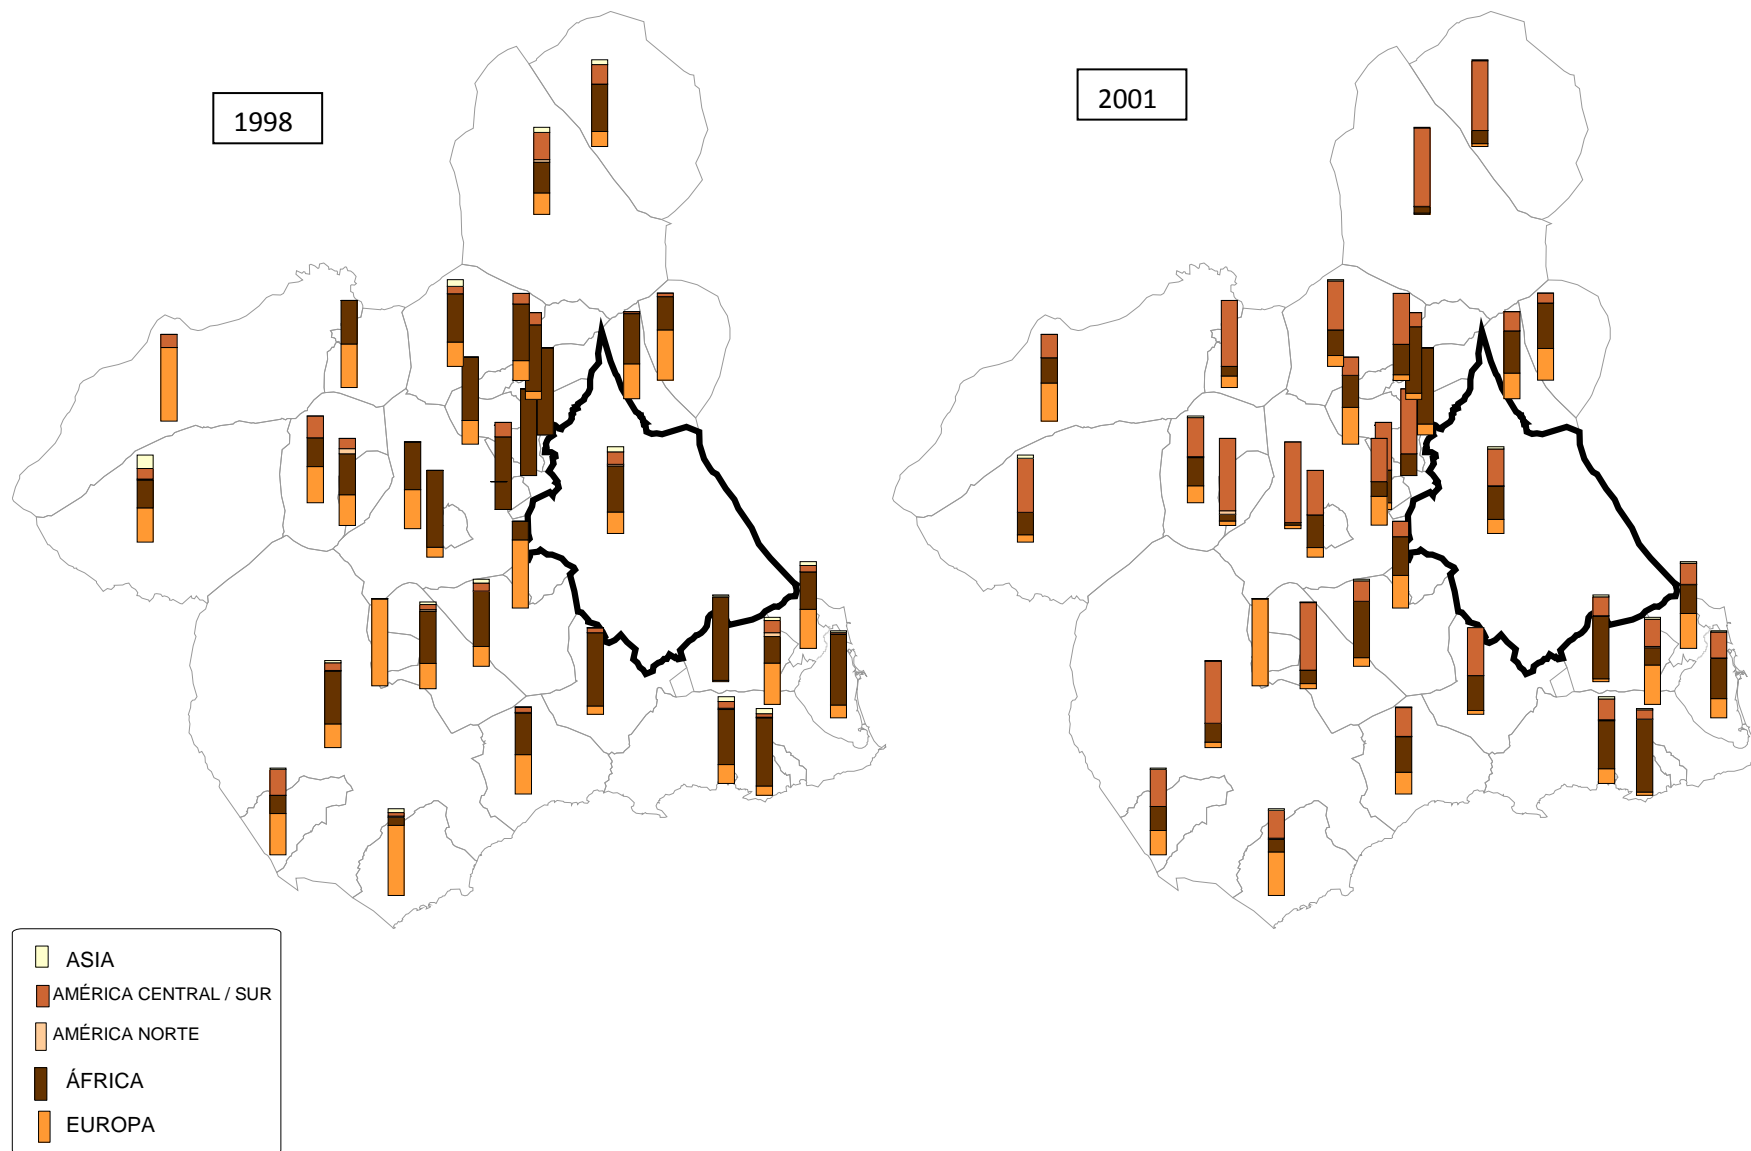 1998
2001
ASIA
AMÉRICA CENTRAL / SUR
AMÉRICA NORTE
ÁFRICA
EUROPA